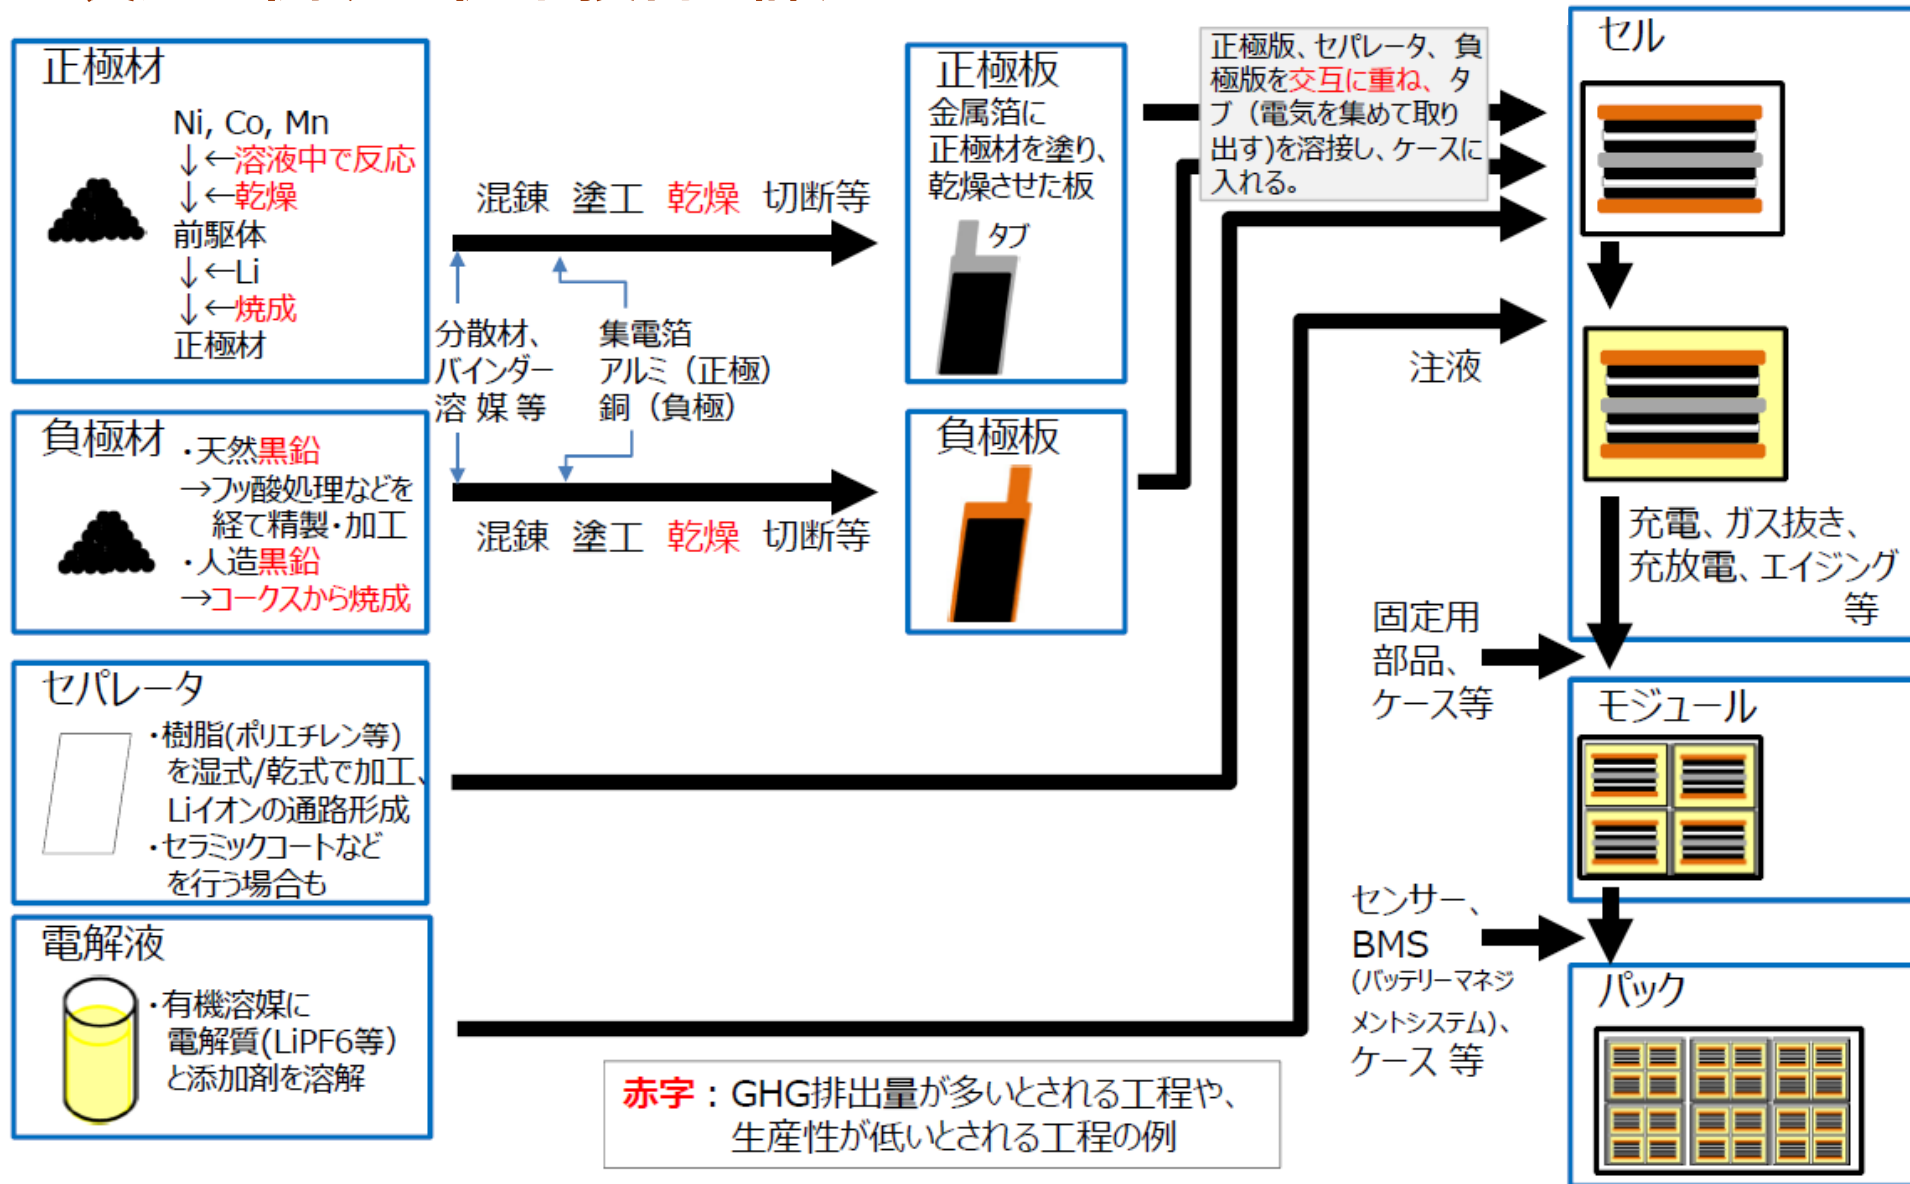 正極材
Ni, Co, Mn
↓←溶液中で反応
↓←乾燥
前駆体
↓←Li
↓←焼成
正極材
負極材
・天然黒鉛
→フッ酸処理などを
経て精製・加工
・人造黒鉛
→コークスから焼成
セパレータ
・樹脂(ポリエチレン等)
を湿式/乾式で加工、
Liイオンの通路形成
・セラミックコートなど
を行う場合も
電解液
・有機溶媒に
電解質(LiPF6等)
と添加剤を溶解
混錬 塗工 乾燥 切断等
分散材、
バインダー
溶 媒 等
集電箔
アルミ（正極）
銅（負極）
混錬 塗工 乾燥 切断等
正極板
金属箔に
正極材を塗り、
乾燥させた板
タブ
負極板
正極版、セパレータ、負
極版を交互に重ね、タ
ブ（電気を集めて取り
出す)を溶接し、ケースに
入れる。
注液
セル
充電、ガス抜き、
充放電、エイジング
等
固定用
部品、
ケース等
モジュール
センサー、
BMS
(バッテリーマネジ
メントシステム)、
ケース 等
パック
赤字：GHG排出量が多いとされる工程や、
生産性が低いとされる工程の例